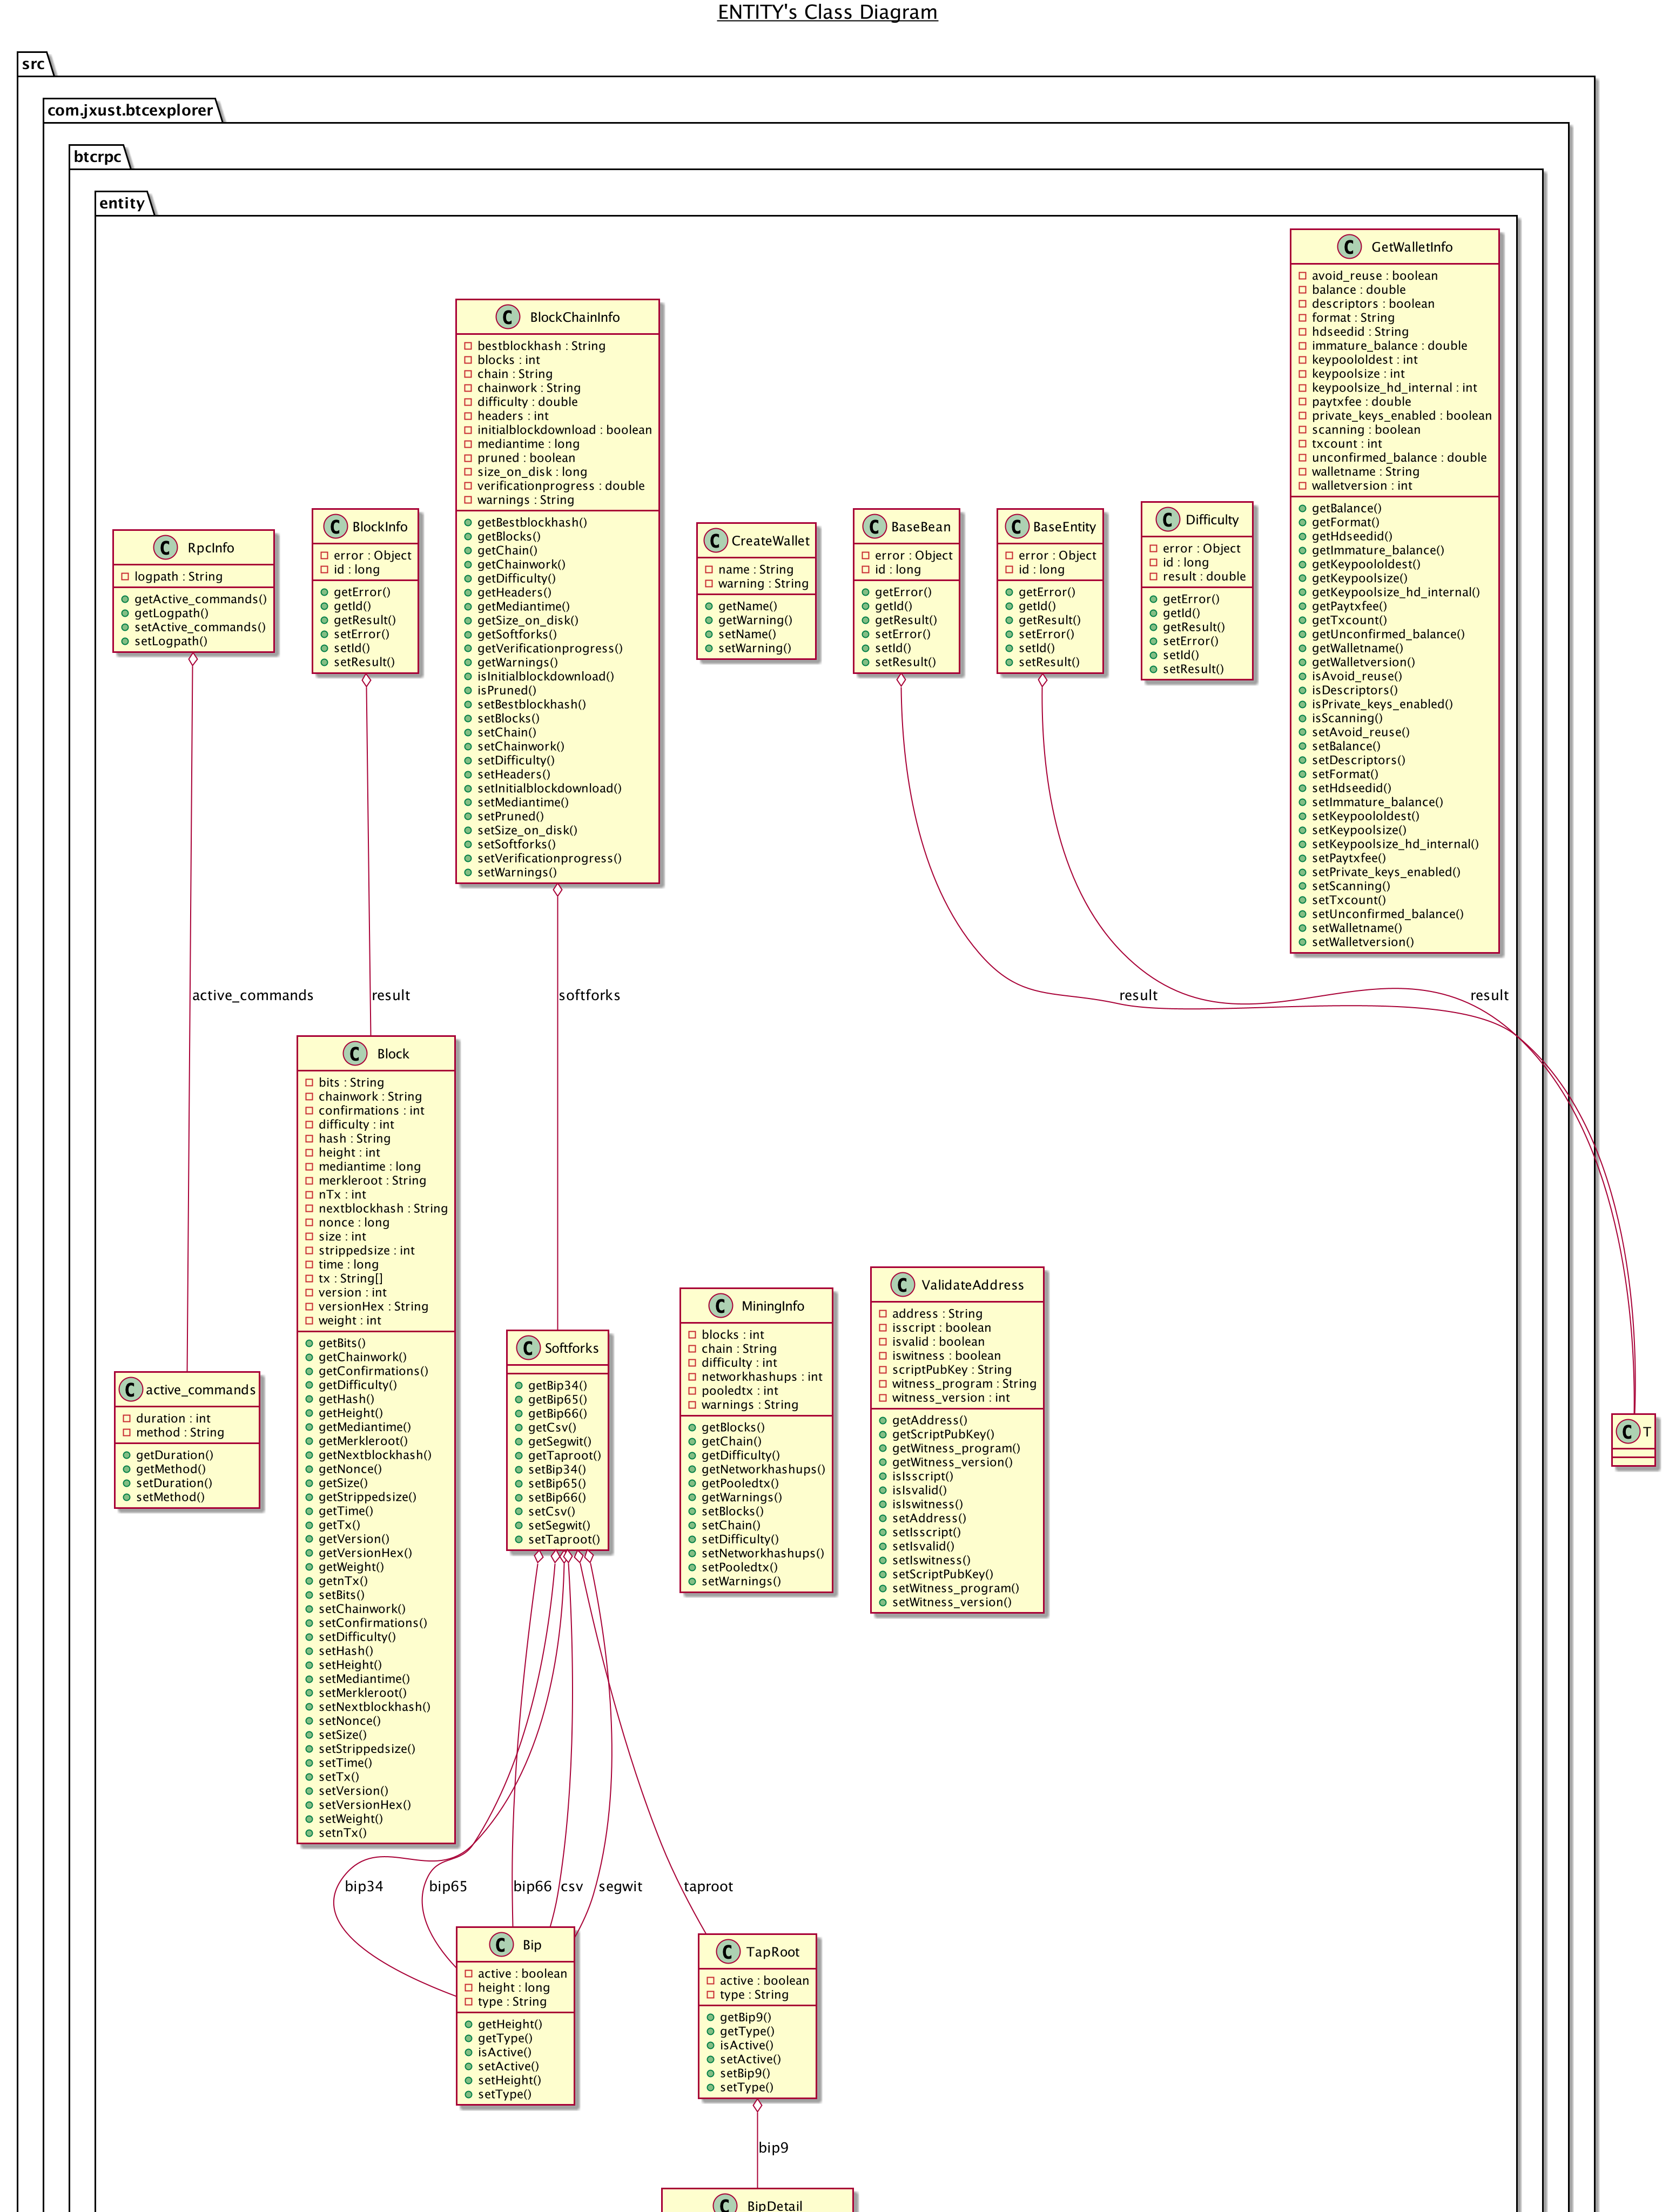 ENTITY's Class Diagram
src
com.jxust.btcexplorer
btcrpc
entity
C GetWalletInfo
avoid_reuse : boolean
balance : double
descriptors : boolean
format : String
hdseedid : String
immature_balance : double
keypoololdest : int
keypoolsize : int
keypoolsize_hd_internal : int
paytxfee : double
private_keys_enabled : boolean
scanning : boolean
txcount : int
unconfirmed_balance : double
walletname : String
walletversion : int
getBalance()
getFormat()
getHdseedid()
getImmature_balance()
getKeypoololdest()
getKeypoolsize()
getKeypoolsize_hd_internal()
getPaytxfee()
getTxcount()
getUnconfirmed_balance()
getWalletname()
getWalletversion()
isAvoid_reuse()
isDescriptors()
isPrivate_keys_enabled()
isScanning()
setAvoid_reuse()
setBalance()
setDescriptors()
setFormat()
setHdseedid()
setImmature_balance()
setKeypoololdest()
setKeypoolsize()
setKeypoolsize_hd_internal()
setPaytxfee()
setPrivate_keys_enabled()
setScanning()
setTxcount()
setUnconfirmed_balance()
setWalletname()
setWalletversion()
C BlockChainInfo
bestblockhash : String
blocks : int
chain : String
chainwork : String
difficulty : double
headers : int
initialblockdownload : boolean
mediantime : long
pruned : boolean
size_on_disk : long
verificationprogress : double
warnings : String
getBestblockhash()
getBlocks()
getChain()
getChainwork()
getDifficulty()
getHeaders()
getMediantime()
getSize_on_disk()
getSoftforks()
getVerificationprogress()
getWarnings()
isInitialblockdownload()
isPruned()
setBestblockhash()
setBlocks()
setChain()
setChainwork()
setDifficulty()
setHeaders()
setInitialblockdownload()
setMediantime()
setPruned()
setSize_on_disk()
setSoftforks()
setVerificationprogress()
setWarnings()
C RpcInfo
logpath : String
getActive_commands()
getLogpath()
setActive_commands()
setLogpath()
C BlockInfo
error : Object
id : long
getError()
getId()
getResult()
setError()
setId()
setResult()
C CreateWallet
name : String
warning : String
getName()
getWarning()
setName()
setWarning()
C BaseBean
error : Object
id : long
getError()
getId()
getResult()
setError()
setId()
setResult()
C BaseEntity
error : Object
id : long
getError()
getId()
getResult()
setError()
setId()
setResult()
C Difficulty
error : Object
id : long
result : double
getError()
getId()
getResult()
setError()
setId()
setResult()
active_commands
result
softforks
result
result
C Block
bits : String
chainwork : String
confirmations : int
difficulty : int
hash : String
height : int
mediantime : long
merkleroot : String
nTx : int
nextblockhash : String
nonce : long
size : int
strippedsize : int
time : long
tx : String[]
version : int
versionHex : String
weight : int
getBits()
getChainwork()
getConfirmations()
getDifficulty()
getHash()
getHeight()
getMediantime()
getMerkleroot()
getNextblockhash()
getNonce()
getSize()
getStrippedsize()
getTime()
getTx()
getVersion()
getVersionHex()
getWeight()
getnTx()
setBits()
setChainwork()
setConfirmations()
setDifficulty()
setHash()
setHeight()
setMediantime()
setMerkleroot()
setNextblockhash()
setNonce()
setSize()
setStrippedsize()
setTime()
setTx()
setVersion()
setVersionHex()
setWeight()
setnTx()
C active_commands
duration : int
method : String
getDuration()
getMethod()
setDuration()
setMethod()
C Softforks
getBip34()
getBip65()
getBip66()
getCsv()
getSegwit()
getTaproot()
setBip34()
setBip65()
setBip66()
setCsv()
setSegwit()
setTaproot()
C MiningInfo
blocks : int
chain : String
difficulty : int
networkhashups : int
pooledtx : int
warnings : String
getBlocks()
getChain()
getDifficulty()
getNetworkhashups()
getPooledtx()
getWarnings()
setBlocks()
setChain()
setDifficulty()
setNetworkhashups()
setPooledtx()
setWarnings()
C ValidateAddress
address : String
isscript : boolean
isvalid : boolean
iswitness : boolean
scriptPubKey : String
witness_program : String
witness_version : int
getAddress()
getScriptPubKey()
getWitness_program()
getWitness_version()
isIsscript()
isIsvalid()
isIswitness()
setAddress()
setIsscript()
setIsvalid()
setIswitness()
setScriptPubKey()
setWitness_program()
setWitness_version()
C T
bip34
bip65
bip66
csv
segwit
taproot
C Bip
active : boolean
height : long
type : String
getHeight()
getType()
isActive()
setActive()
setHeight()
setType()
C TapRoot
active : boolean
type : String
getBip9()
getType()
isActive()
setActive()
setBip9()
setType()
bip9
C BipDetail